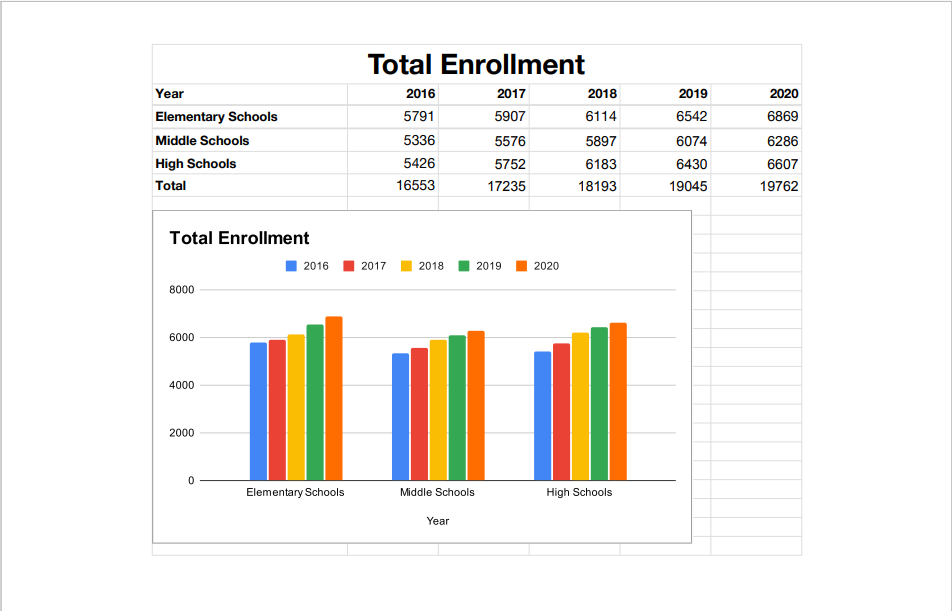 Total Enrollment
Year 2016 2017 2018 2019 2020
Elementary Schools 5791 5907 6114 6542 6869
Middle Schools 5336 5576 5897 6074 6286
High Schools 5426 5752 6183 6430 6607
Total 16553 17235 18193 19045 19762
Total Enrollment
2016 2017 2018 2019 2020
8000
6000
4000
2000
0
Elementary Schools Middle Schools High Schools
Year